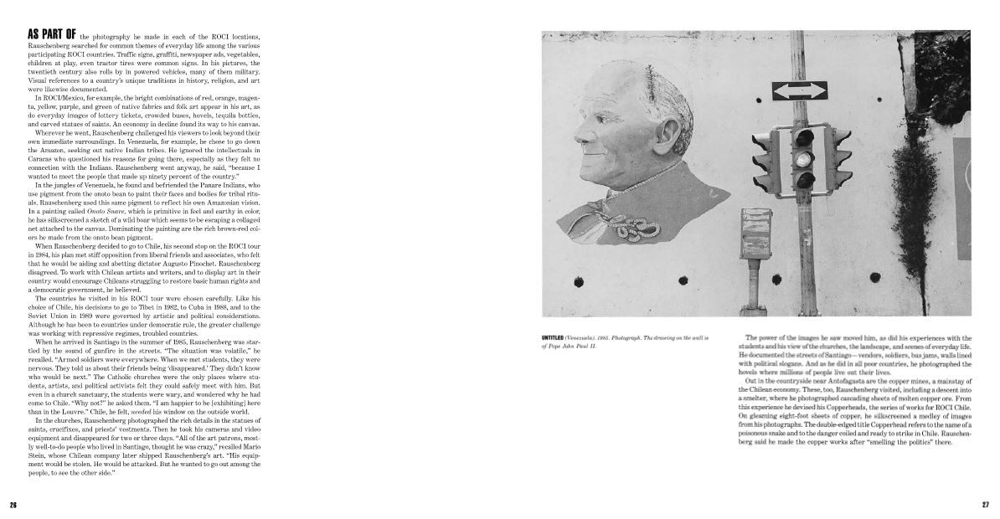 AS PART OF the photography he made in each of the ROCI locations,
Rauschenberg searched for common themes of everyday life among the various
participating ROCI countries. Traffic signs, graffiti, newspaper ads, vegetables,
children at play, even tractor tires were common signs. In his pictures, the
twentieth century also rolls by in powered vehicles, many of them military.
Visual references to a country's unique traditions in history, religion, and art
were likewise documented.
In ROCI/Mexico, for example, the bright combinations of red, orange, magen-
ta, yellow, purple, and green of native fabrics and folk art appear in his art, as
do everyday images of lottery tickets, crowded buses, hovels, tequila bottles,
and carved statues of saints. An economy in decline found its way to his canvas.
Wherever he went, Rauschenberg challenged his viewers to look beyond their
own immediate surroundings. In Venezuela, for example, he chose to go down
the Amazon, seeking out native Indian tribes. He ignored the intellectuals in
Caracas who questioned his reasons for going there, especially as they felt no
connection with the Indians. Rauschenberg went anyway, he said, "because I
wanted to meet the people that made up ninety percent of the country."
In the jungles of Venezuela, he found and befriended the Panare Indians, who
use pigment from the onoto bean to paint their faces and bodies for tribal ritu-
als. Rauschenberg used this same pigment to reflect his own Amazonian vision.
In a painting called Onoto Snare, which is primitive in feel and earthy in color,
he has silkscreened a sketch of a wild boar which seems to be escaping a collaged
net attached to the canvas. Dominating the painting are the rich brown-red col-
ors he made from the onoto bean pigment.
When Rauschenberg decided to go to Chile, his second stop on the ROCI tour
in 1984, his plan met stiff opposition from liberal friends and associates, who felt
that he would be aiding and abetting dictator Augusto Pinochet. Rauschenberg
disagreed. To work with Chilean artists and writers, and to display art in their
country would encourage Chileans struggling to restore basic human rights and
a democratic government, he believed.
The countries he visited in his ROCI tour were chosen carefully. Like his
choice of Chile, his decisions to go to Tibet in 1982, to Cuba in 1988, and to the
Soviet Union in 1989 were governed by artistic and political considerations.
Although he has been to countries under democratic rule, the greater challenge
was working with repressive regimes, troubled countries.
When he arrived in Santiago in the summer of 1985, Rauschenberg was star-
tled by the sound of gunfire in the streets. "The situation was volatile," he
recalled. "Armed soldiers were everywhere. When we met students, they were
nervous. They told us about their friends being 'disappeared.' They didn't know
who would be next." The Catholic churches were the only places where stu-
dents, artists, and political activists felt they could safely meet with him. But
even in a church sanctuary, the students were wary, and wondered why he had
come to Chile. "Why not?" he asked them. "I am happier to be [exhibiting] here
than in the Louvre." Chile, he felt, needed his window on the outside world.
In the churches, Rauschenberg photographed the rich details in the statues of
saints, crucifixes, and priests' vestments. Then he took his cameras and video
equipment and disappeared for two or three days. "All of the art patrons, most-
ly well-to-do people who lived in Santiago, thought he was crazy," recalled Mario
Stein, whose Chilean company later shipped Rauschenberg's art. "His equip-
ment would be stolen. He would be attacked. But he wanted to go out among the
people, to see the other side."
26
UNTITLED (Venezuela). 1985. Photograph. The drawing on the wall is
of Pope John Paul II.
The power of the images he saw moved him, as did his experiences with the
students and his view of the churches, the landscape, and scenes of everyday life.
He documented the streets of Santiago—vendors, soldiers, bus jams, walls lined
with political slogans. And as he did in all poor countries, he photographed the
hovels where millions of people live out their lives.
Out in the countryside near Antofagasta are the copper mines, a mainstay of
the Chilean economy. These, too, Rauschenberg visited, including a descent into
a smelter, where he photographed cascading sheets of molten copper ore. From
this experience he devised his Copperheads, the series of works for ROCI Chile.
On gleaming eight-foot sheets of copper, he silkscreened a medley of images
from his photographs. The double-edged title Copperhead refers to the name of a
poisonous snake and to the danger coiled and ready to strike in Chile. Rauschen-
berg said he made the copper works after "smelling the politics" there.
27